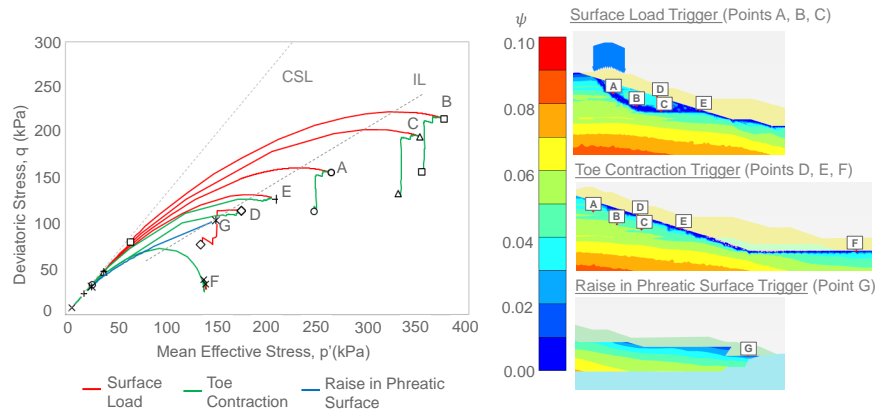 300
250
200
150
100
50
0
0
50
100
150
200
250
300
350
400
Deviatoric Stress, q (kPa)
Mean Effective Stress, p'(kPa)
CSL
IL
B
C
A
E
D
G
F
Surface
Load
Toe
Contraction
Raise in Phreatic
Surface
ψ
0.10
0.08
0.06
0.04
0.02
0.00
Surface Load Trigger (Points A, B, C)
A
B
D
C
E
Toe Contraction Trigger (Points D, E, F)
A
B
D
C
E
F
Raise in Phreatic Surface Trigger (Point G)
G